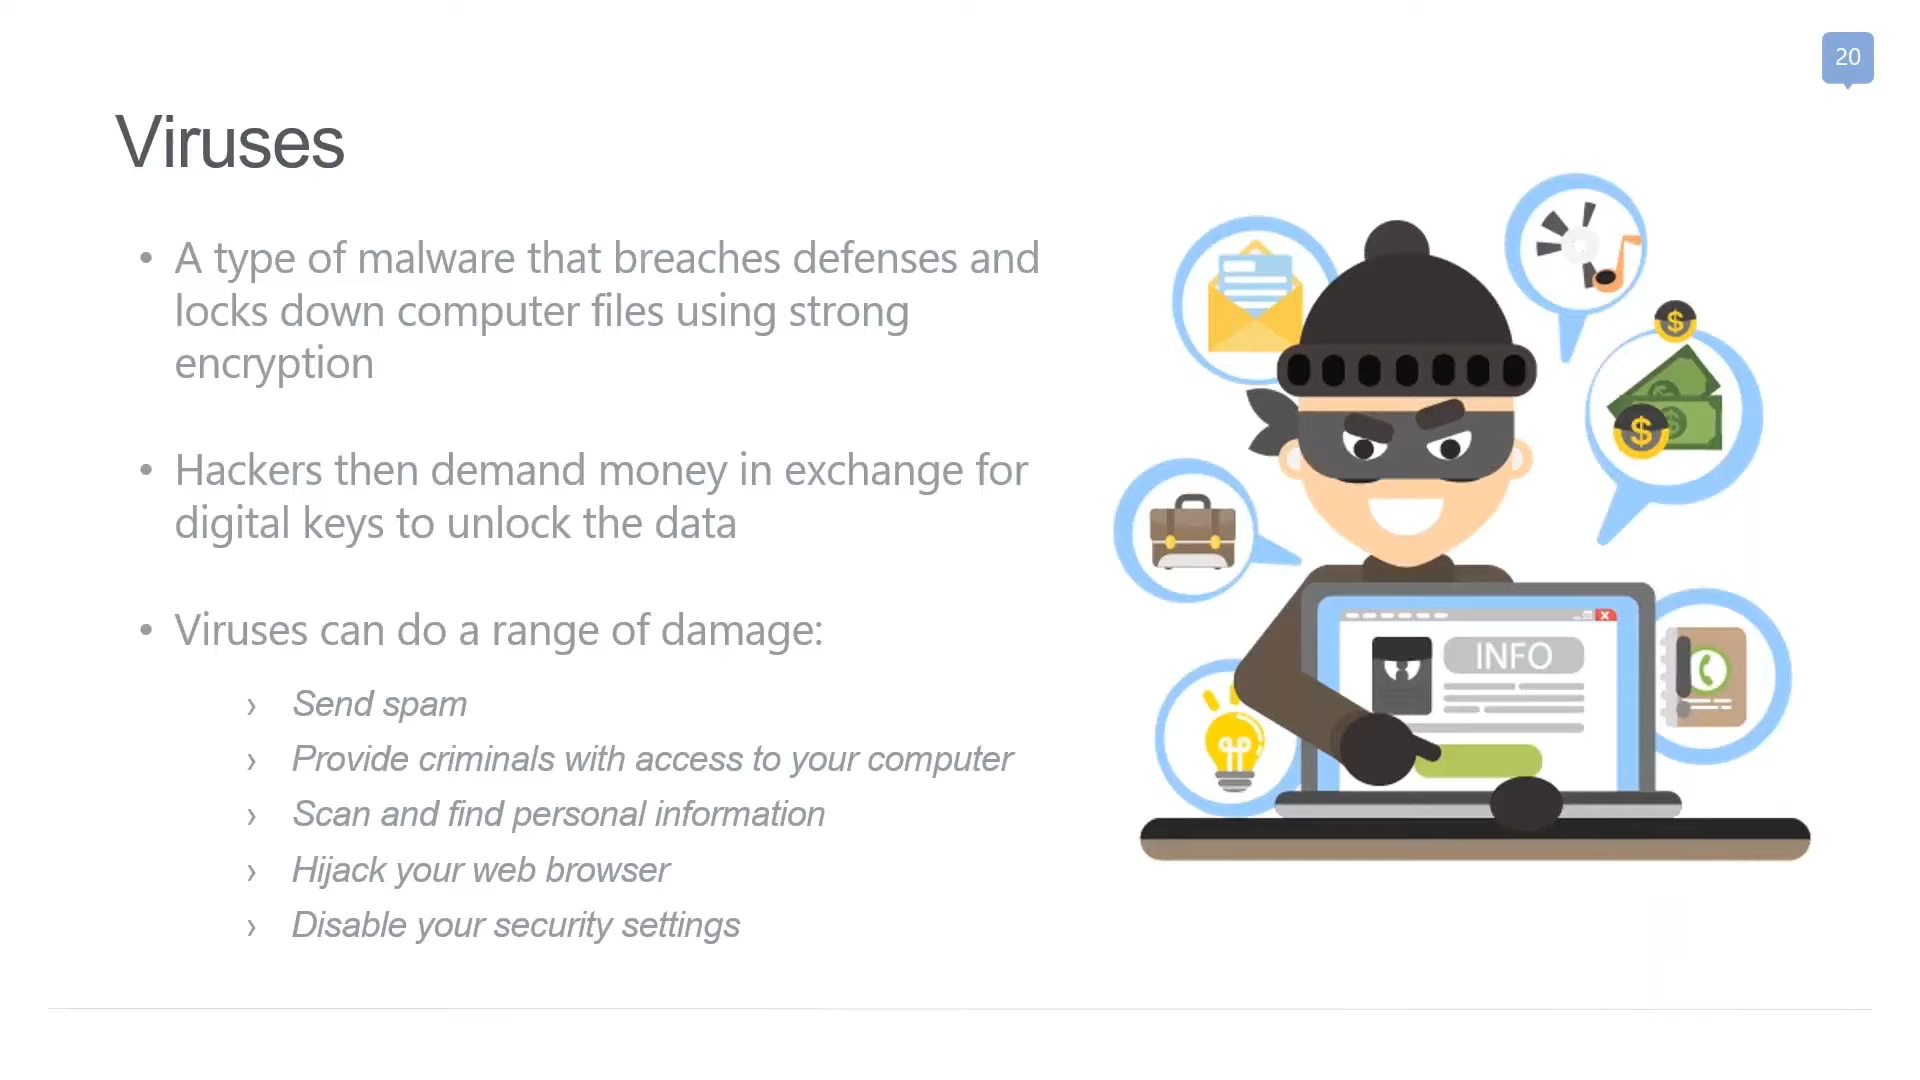 20
Viruses
• A type of malware that breaches defenses and
locks down computer files using strong
encryption
• Hackers then demand money in exchange for
digital keys to unlock the data
• Viruses can do a range of damage:
› Send spam
› Provide criminals with access to your computer
› Scan and find personal information
› Hijack your web browser
› Disable your security settings
$
$
INFO